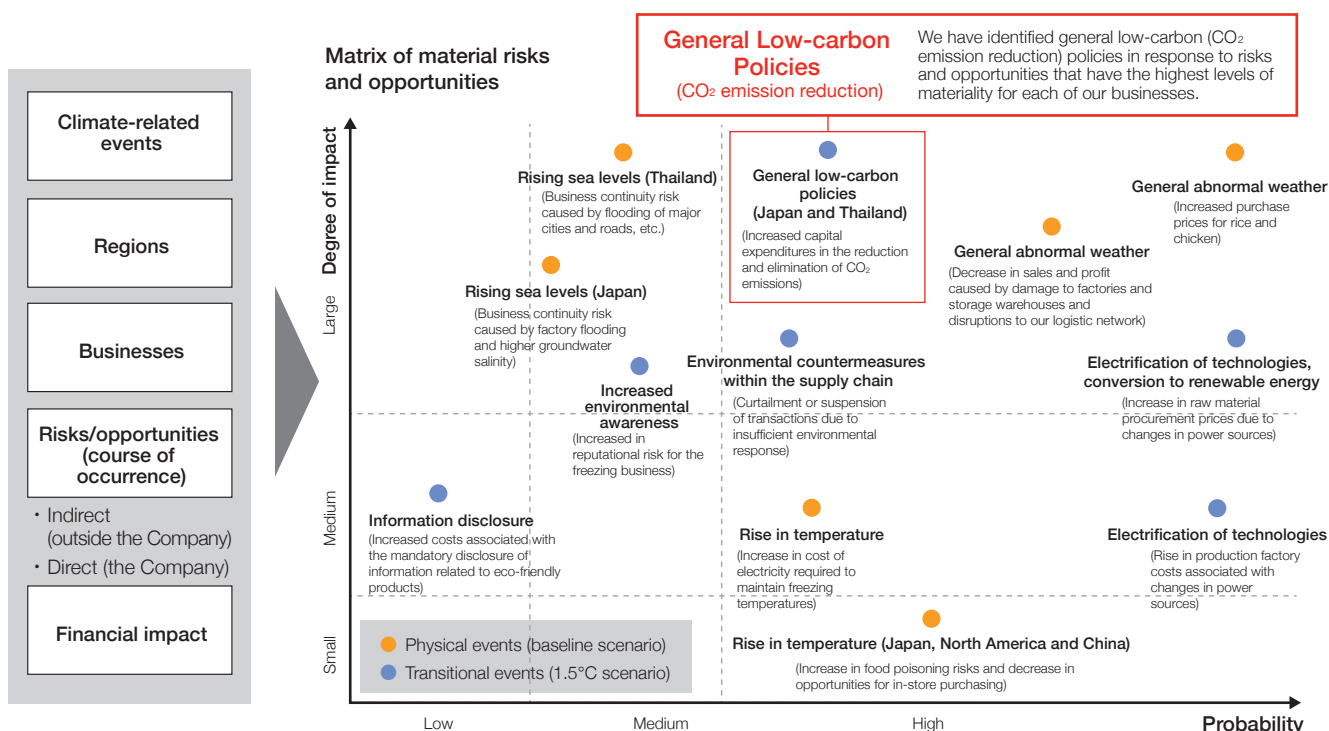 Climate-related
events
Regions
Businesses
Risks/opportunities
(course of
occurrence)
・Indirect
(outside the Company)
・Direct (the Company)
Financial impact
Matrix of material risks
and opportunities
General Low-carbon
Policies
(CO₂ emission reduction)
We have identified general low-carbon (CO₂
emission reduction) policies in response to risks
and opportunities that have the highest levels of
materiality for each of our businesses.
Degree of impact
Large
Medium
Small
Rising sea levels (Thailand)
(Business continuity risk
caused by flooding of major
cities and roads, etc.)
General low-carbon
policies
(Japan and Thailand)
(Increased capital
expenditures in the reduction
and elimination of CO₂
emissions)
General abnormal weather
(Increased purchase
prices for rice and
chicken)
General abnormal weather
(Decrease in sales and profit
caused by damage to factories and
storage warehouses and
disruptions to our logistic network)
Rising sea levels (Japan)
(Business continuity risk
caused by factory flooding
and higher groundwater
salinity)
Increased
environmental
awareness
(Increased in
reputational risk for the
freezing business)
Environmental countermeasures
within the supply chain
(Curtailment or suspension
of transactions due to
insufficient environmental
response)
Electrification of technologies,
conversion to renewable energy
(Increase in raw material
procurement prices due to
changes in power sources)
Information disclosure
(Increased costs associated with
the mandatory disclosure of
information related to eco-friendly
products)
Rise in temperature
(Increase in cost of
electricity required to
maintain freezing
temperatures)
Electrification of technologies
(Rise in production factory
costs associated with
changes in power
sources)
Rise in temperature (Japan, North America and China)
(Increase in food poisoning risks and decrease in
opportunities for in-store purchasing)
Physical events (baseline scenario)
Transitional events (1.5°C scenario)
Low
Medium
High
Probability